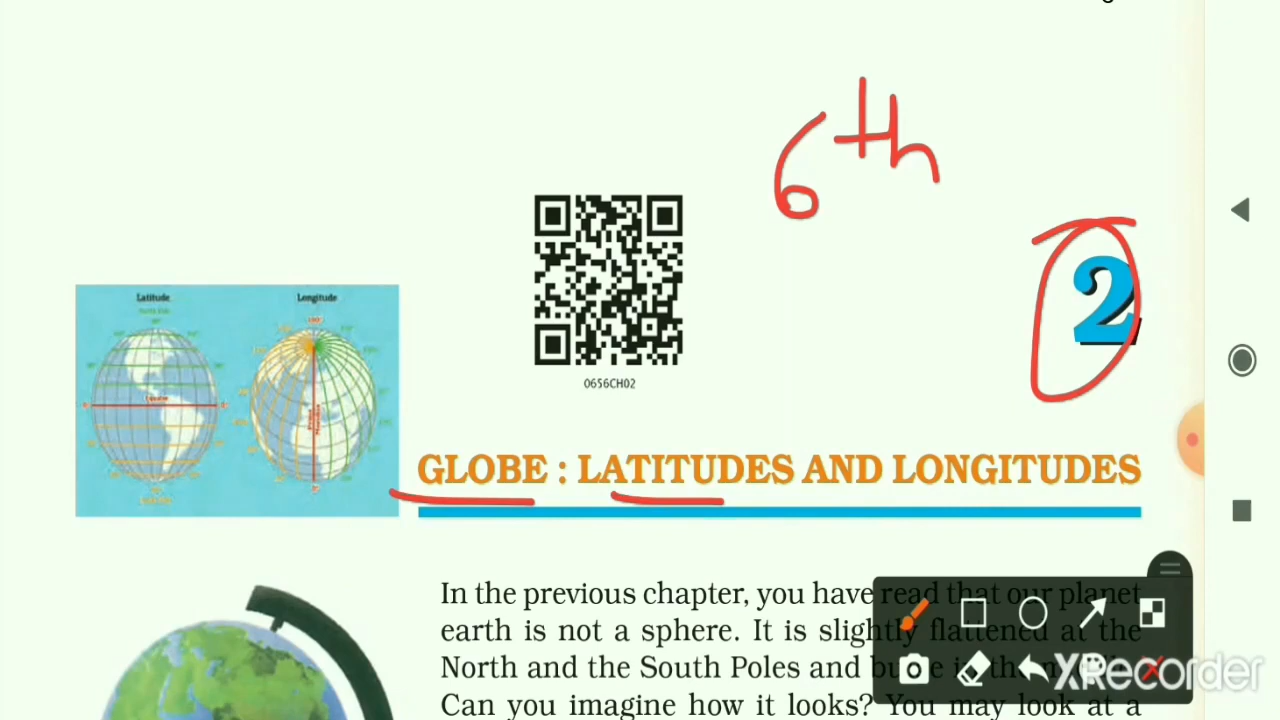 6th
2
Latitude
Longitude
Equator
0656CH02
GLOBE : LATITUDES AND LONGITUDES
In the previous chapter, you have read that our planet
earth is not a sphere. It is slightly flattened at the
North and the South Poles and
Can you imagine how it looks? You may look at a
XRecorder